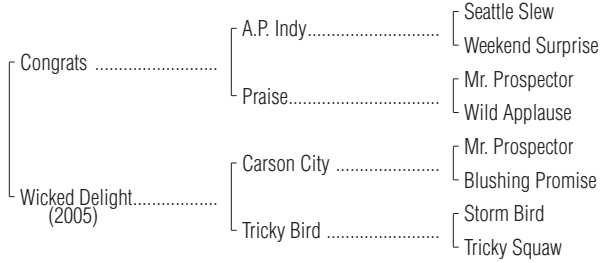 Seattle Slew
A.P. Indy..............................
Weekend Surprise
Congrats ..........................
Mr. Prospector
Praise..................................
Wild Applause
Mr. Prospector
Carson City ......................
Blushing Promise
Wicked Delight..................
(2005)
Storm Bird
Tricky Bird ........................
Tricky Squaw